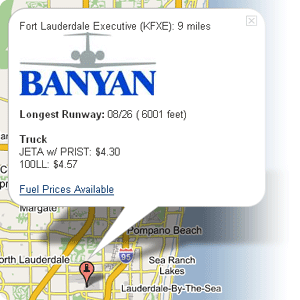 Fort Lauderdale Executive (KFXE): 9 miles
BANYAN
Longest Runway: 08/26 ( 6001 feet)
Truck
JETA w/ PRIST: $4.30
100LL: $4.57
Fuel Prices Available
Margate
Pompano Beach
orth Lauderdale
95
Sea Ranch
Lakes
Lauderdale-By-The-Sea